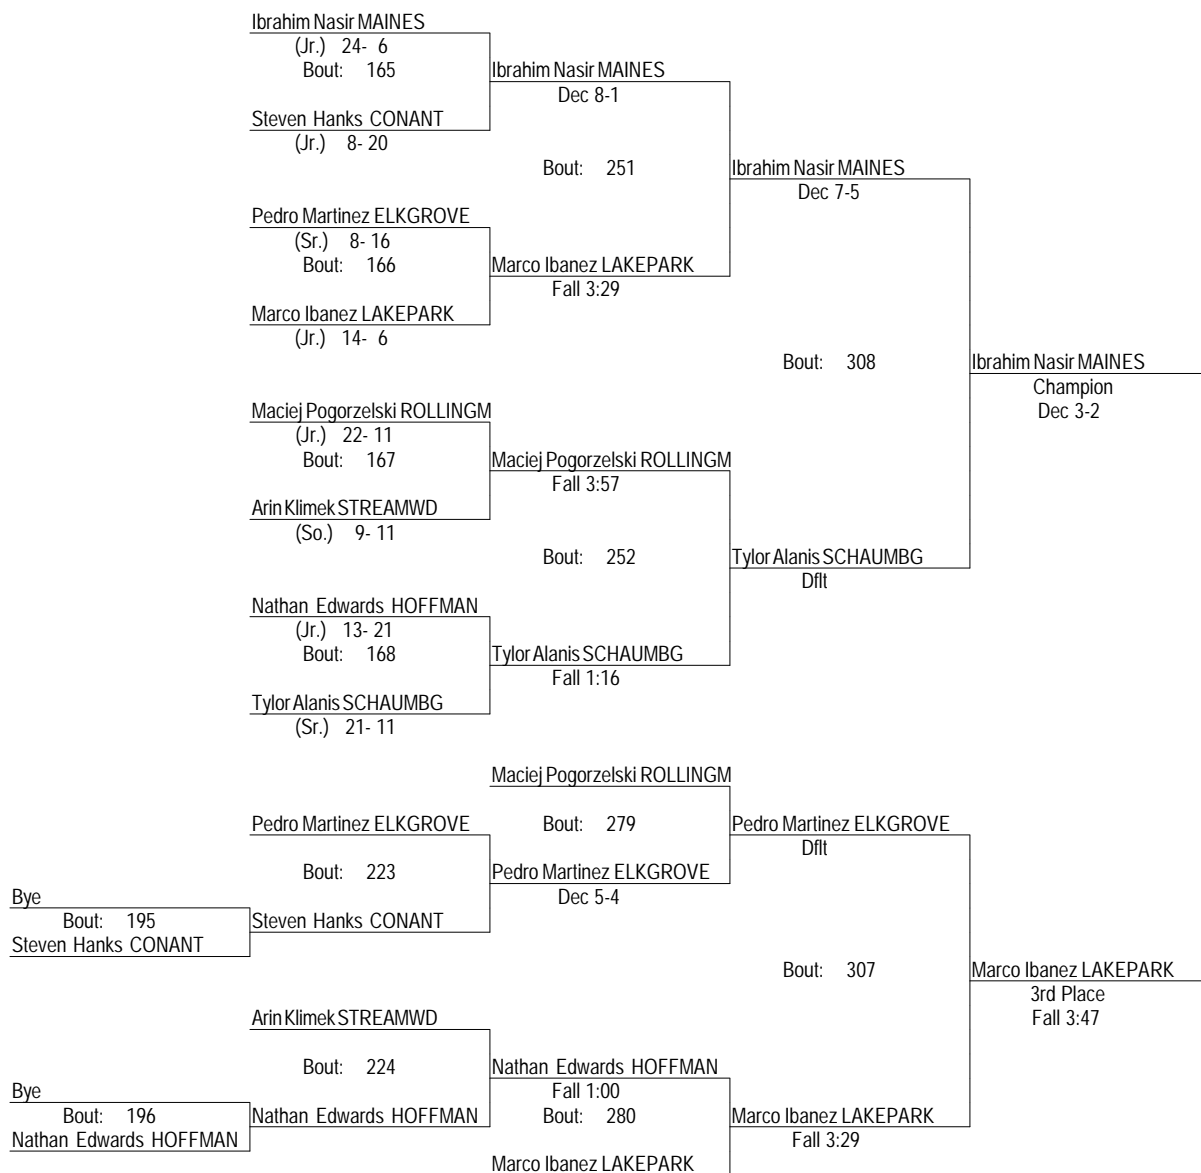 Ibrahim Nasir MAINES
(Jr.) 24- 6
Bout: 165
Ibrahim Nasir MAINES
Dec 8-1
Steven Hanks CONANT
(Jr.) 8- 20
Bout: 251
Ibrahim Nasir MAINES
Dec 7-5
Pedro Martinez ELKGROVE
(Sr.) 8- 16
Bout: 166
Marco Ibanez LAKEPARK
Fall 3:29
Marco Ibanez LAKEPARK
(Jr.) 14- 6
Bout: 308
Ibrahim Nasir MAINES
Champion
Dec 3-2
Maciej Pogorzelski ROLLINGM
(Jr.) 22- 11
Bout: 167
Maciej Pogorzelski ROLLINGM
Fall 3:57
Arin Klimek STREAMWD
(So.) 9- 11
Bout: 252
Tylor Alanis SCHAUMBG
Dflt
Nathan Edwards HOFFMAN
(Jr.) 13- 21
Bout: 168
Tylor Alanis SCHAUMBG
Fall 1:16
Tylor Alanis SCHAUMBG
(Sr.) 21- 11
Maciej Pogorzelski ROLLINGM
Pedro Martinez ELKGROVE
Bout: 279
Pedro Martinez ELKGROVE
Dflt
Bout: 223
Pedro Martinez ELKGROVE
Dec 5-4
Bye
Bout: 195
Steven Hanks CONANT
Steven Hanks CONANT
Bout: 307
Marco Ibanez LAKEPARK
3rd Place
Fall 3:47
Arin Klimek STREAMWD
Bout: 224
Nathan Edwards HOFFMAN
Fall 1:00
Bye
Bout: 196
Nathan Edwards HOFFMAN
Nathan Edwards HOFFMAN
Bout: 280
Marco Ibanez LAKEPARK
Fall 3:29
Marco Ibanez LAKEPARK